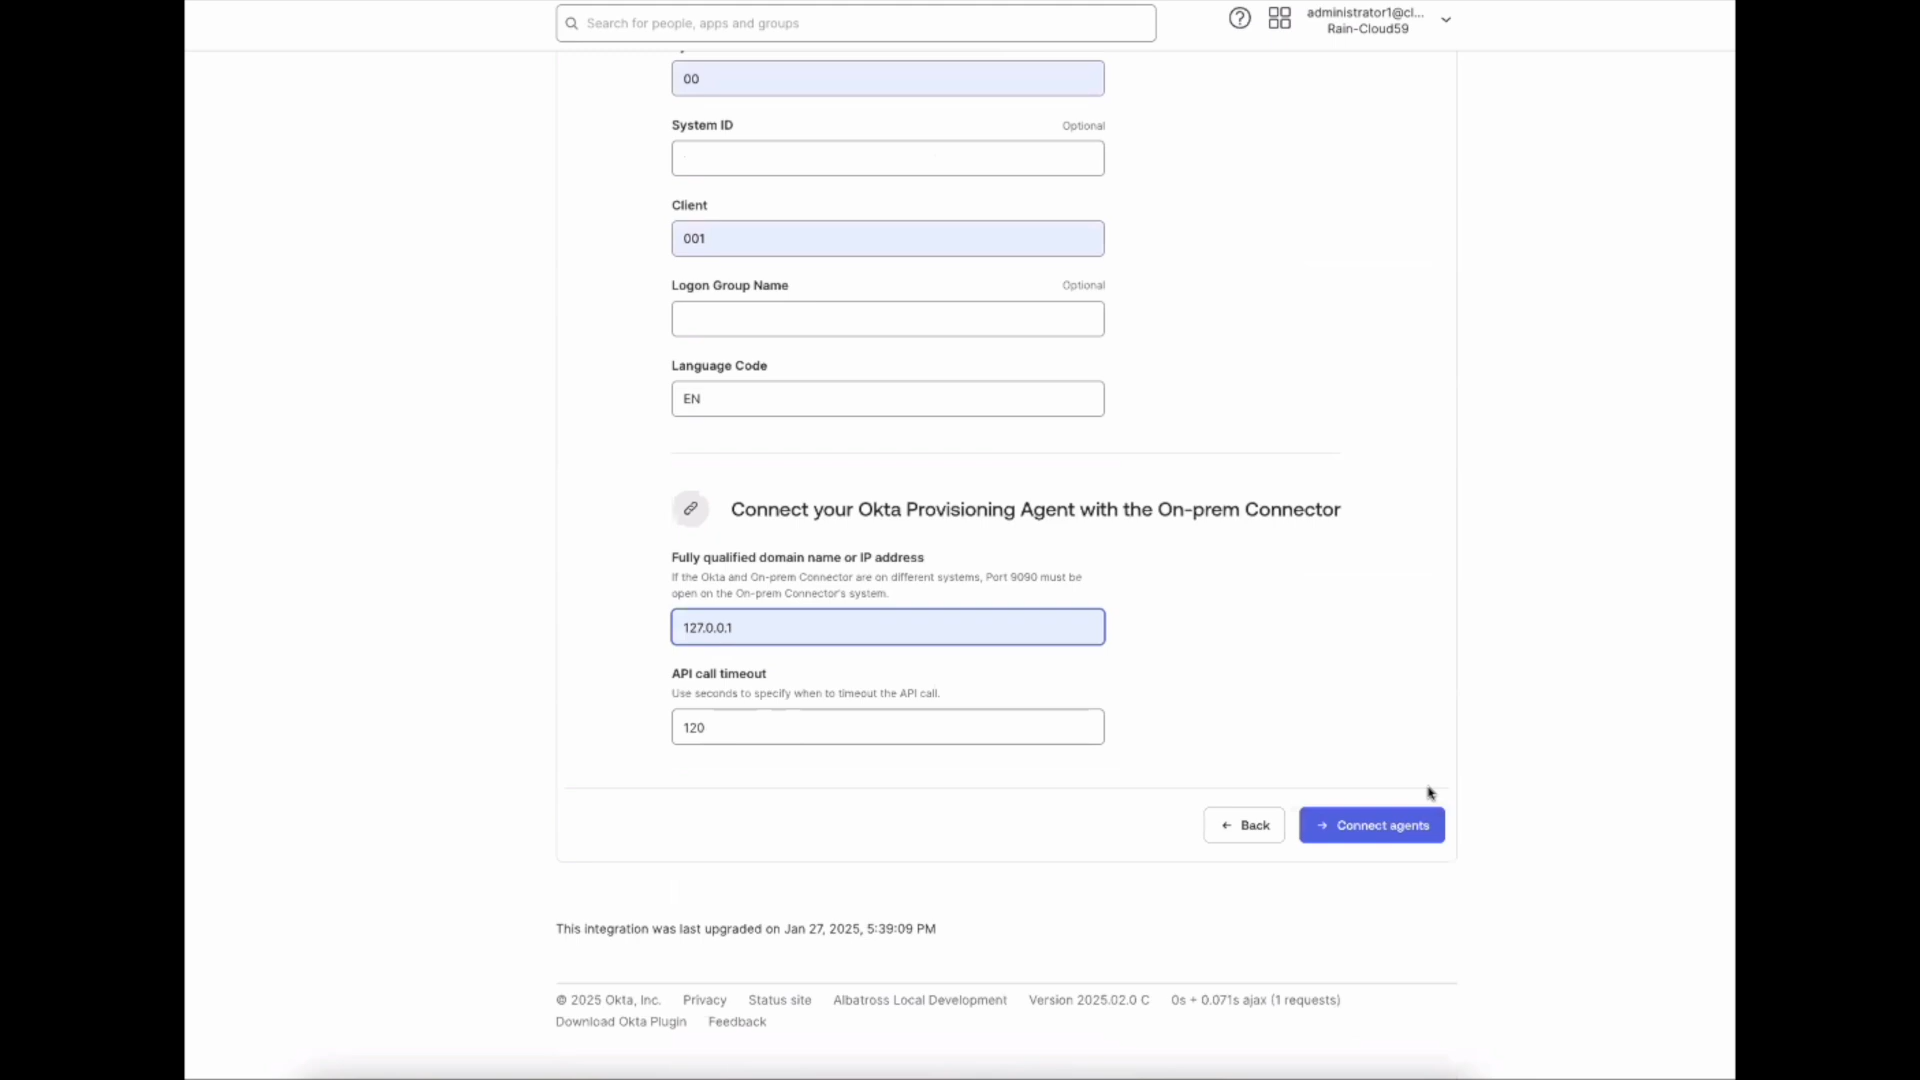 Search for people, apps and groups
administrator1@cl...
Rain-Cloud59
00
System ID
Optional
Client
001
Logon Group Name
Optional
Language Code
EN
Connect your Okta Provisioning Agent with the On-prem Connector
Fully qualified domain name or IP address
If the Okta and On-prem Connector are on different systems, Port 9090 must be
open on the On-prem Connector's system.
127.0.0.1
API call timeout
Use seconds to specify when to timeout the API call.
120
← Back
→ Connect agents
This integration was last upgraded on Jan 27, 2025, 5:39:09 PM
© 2025 Okta, Inc. Privacy Status site Albatross Local Development Version 2025.02.0 C 0s + 0.071s ajax (1 requests)
Download Okta Plugin Feedback